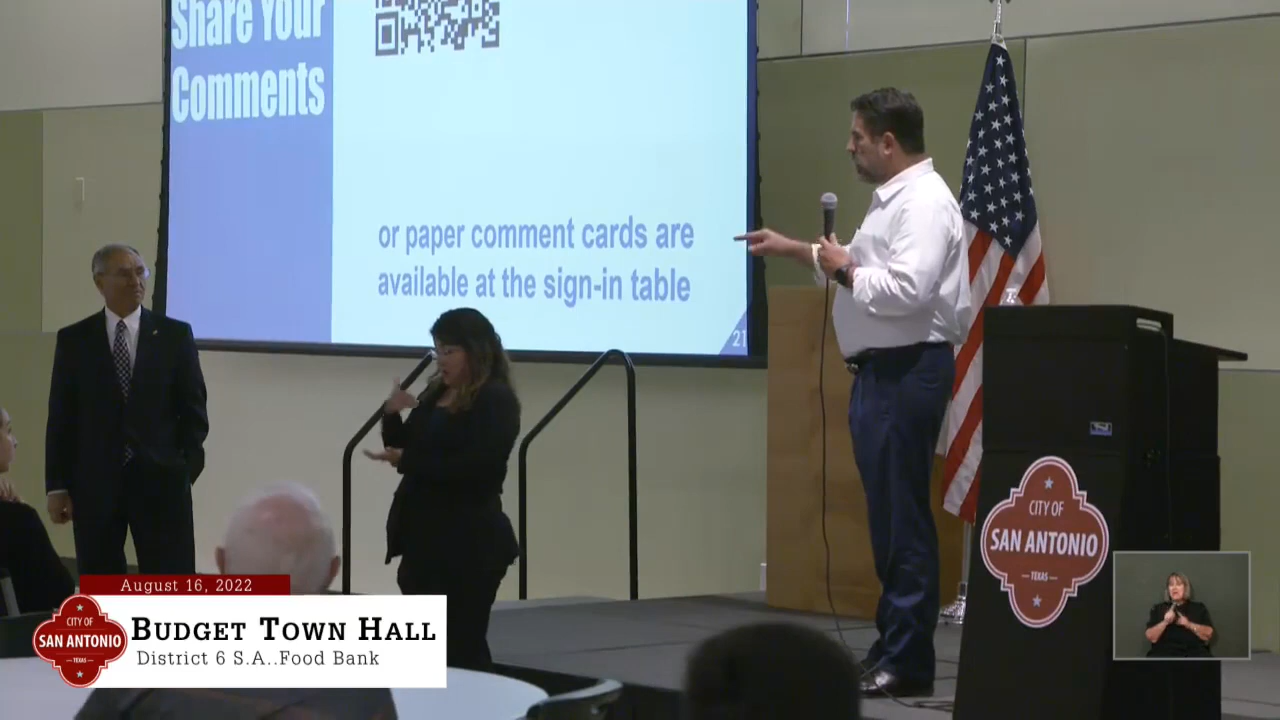 Share Your
Comments
or paper comment cards are
available at the sign-in table
21
CITY OF
SAN ANTONIO
TEXAS
August 16, 2022
CITY OF
SAN ANTONIO
TEXAS
BUDGET TOWN HALL
District 6 S.A..Food Bank